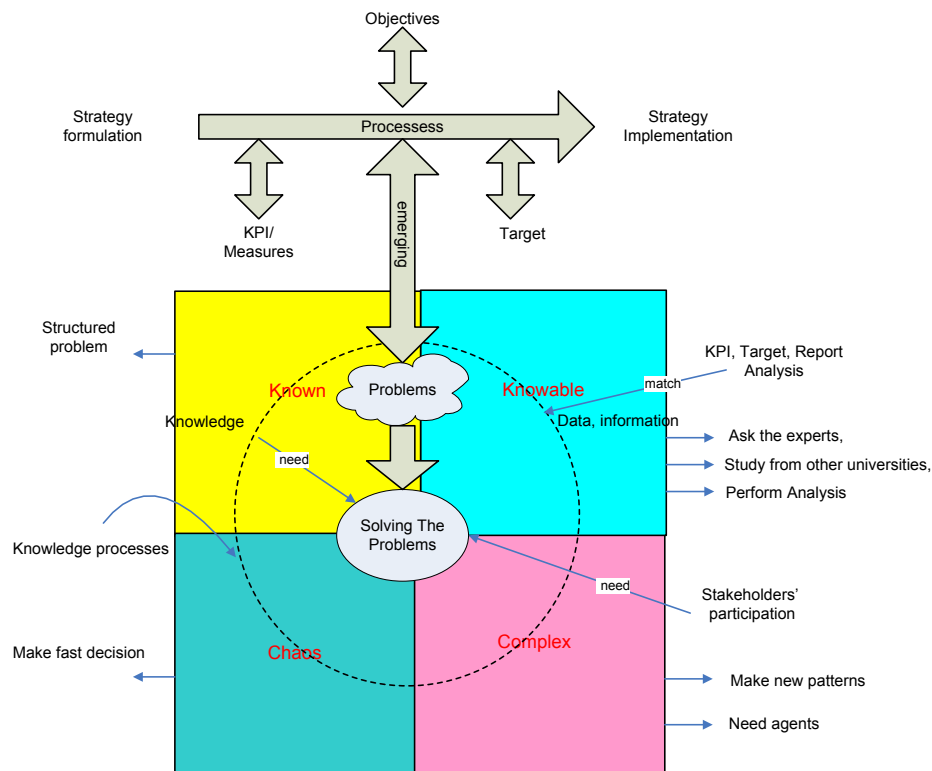 Objectives
Strategy
formulation
Processess
Strategy
Implementation
KPI/
Measures
emerging
Target
Structured
problem
KPI, Target, Report
Analysis
match
Known
Problems
Knowable
Knowledge
Data, information
Ask the experts,
need
Study from other universities,
Perform Analysis
Solving The
Problems
Knowledge processes
need
Stakeholders’
participation
Chaos
Complex
Make fast decision
Make new patterns
Need agents